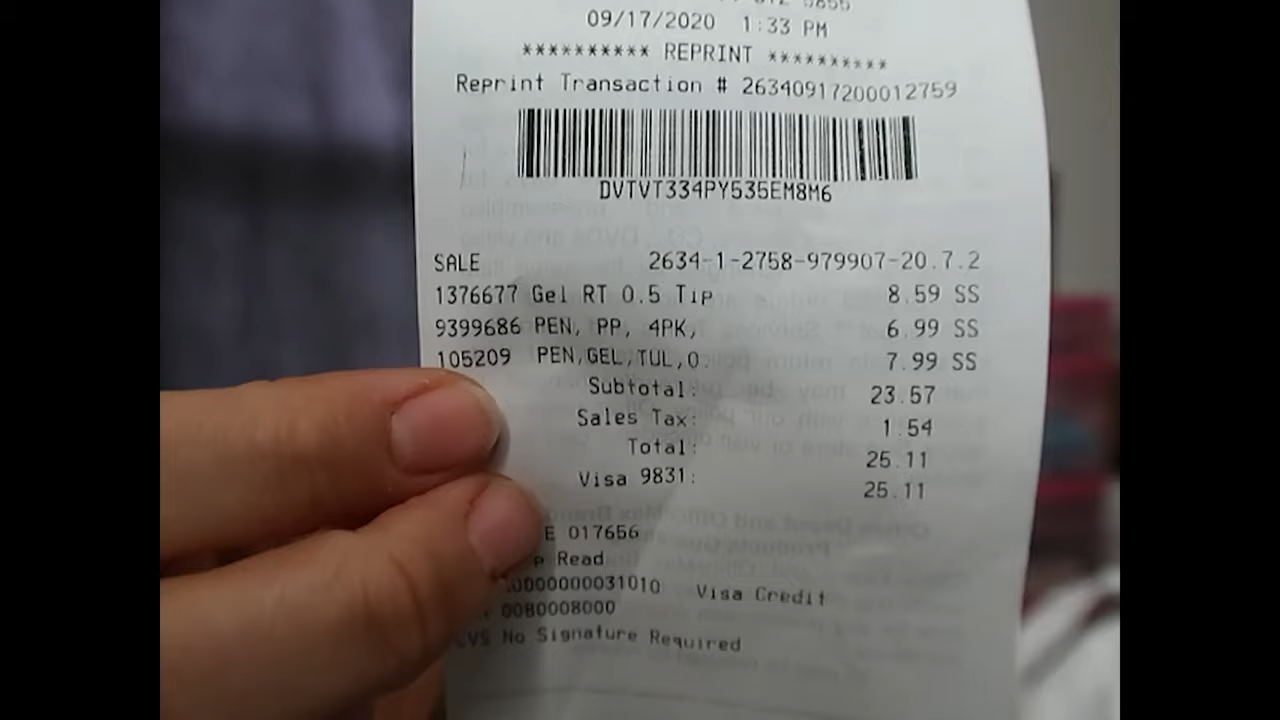 09/17/2020 1:33 PM
********** REPRINT **********
Reprint Transaction # 26340917200012759
DVTVT334PY535EM8M6
SALE 2634-1-2758-979907-20.7.2
1376677 Gel RT 0.5 Tip 8.59 SS
9399686 PEN, PP, 4PK, 6.99 SS
105209 PEN,GEL,TUL,0. 7.99 SS
Subtotal: 23.57
Sales Tax: 1.54
Total: 25.11
Visa 9831: 25.11
E 017656
Read
0000000031010 Visa Credit
0080008000
No Signature Required